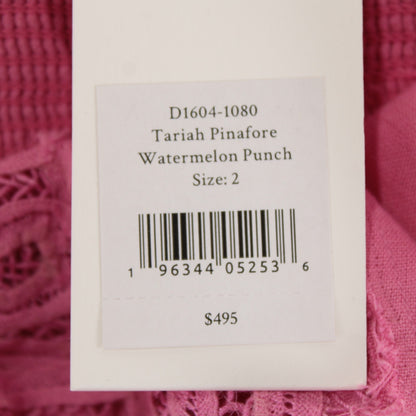 D1604-1080
Tariah Pinafore
Watermelon Punch
Size: 2
1 96344 05253 6
$495